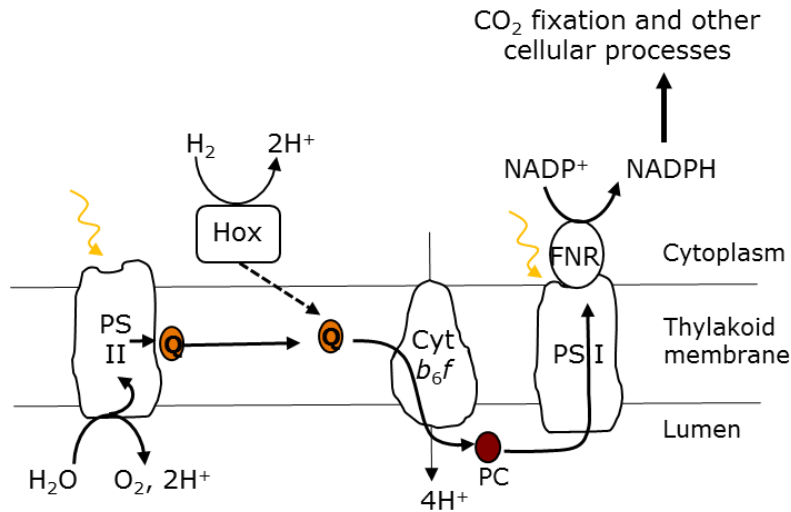 CO₂ fixation and other
cellular processes
H₂
2H⁺
NADP⁺
NADPH
Hox
FNR
Cytoplasm
PS
II
Q
Q
Cyt
b₆f
PS I
Thylakoid
membrane
Lumen
H₂O
O₂, 2H⁺
PC
4H⁺